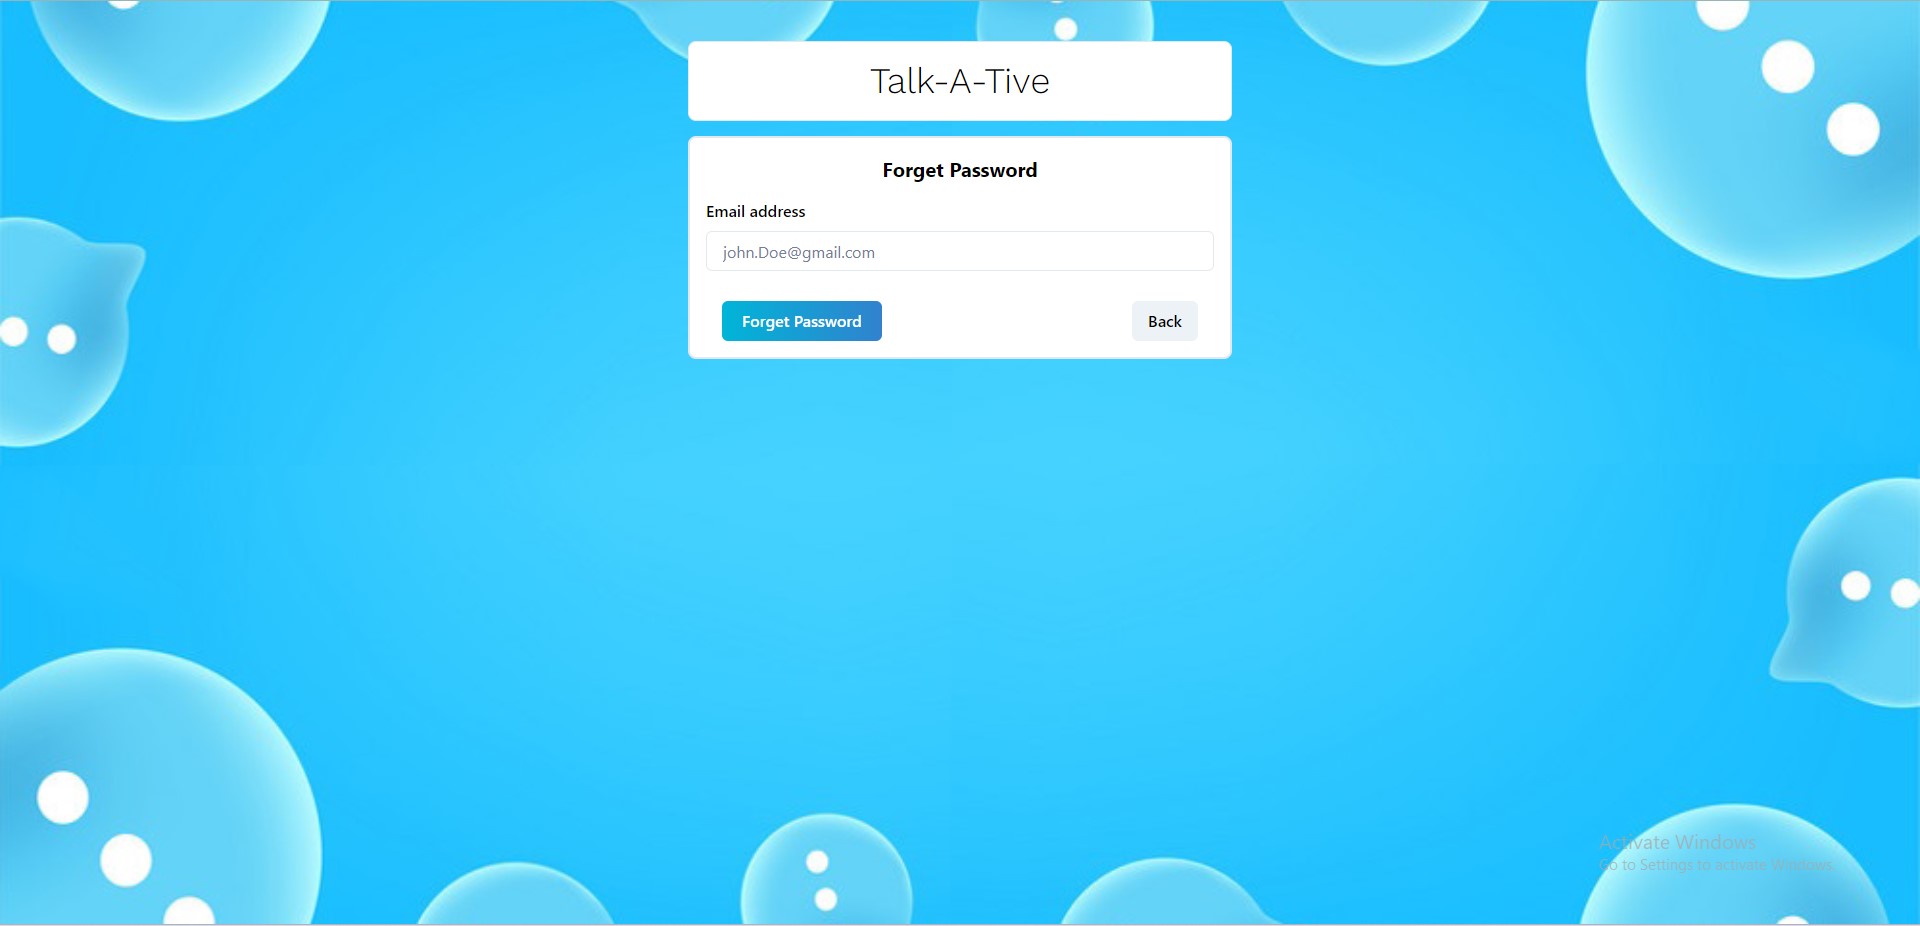 Talk-A-Tive
Forget Password
Email address
john.Doe@gmail.com
Forget Password
Back
Activate Windows
Go to Settings to activate Windows.